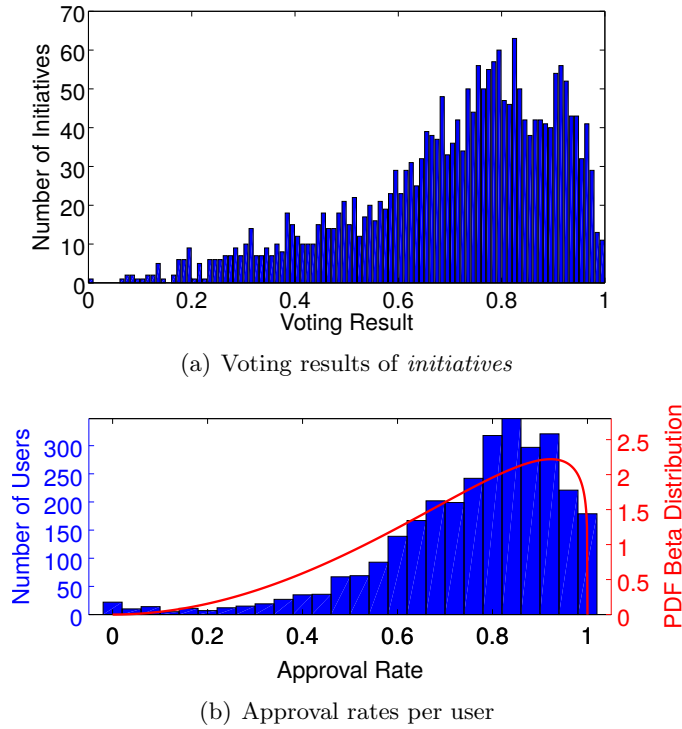 70
60
50
40
30
20
10
0
Number of Initiatives
0 0.2 0.4 0.6 0.8 1
Voting Result
(a) Voting results of initiatives
300
250
200
150
100
50
0
Number of Users
2.5
2
1.5
1
0.5
0
PDF Beta Distribution
0 0.2 0.4 0.6 0.8 1
Approval Rate
(b) Approval rates per user